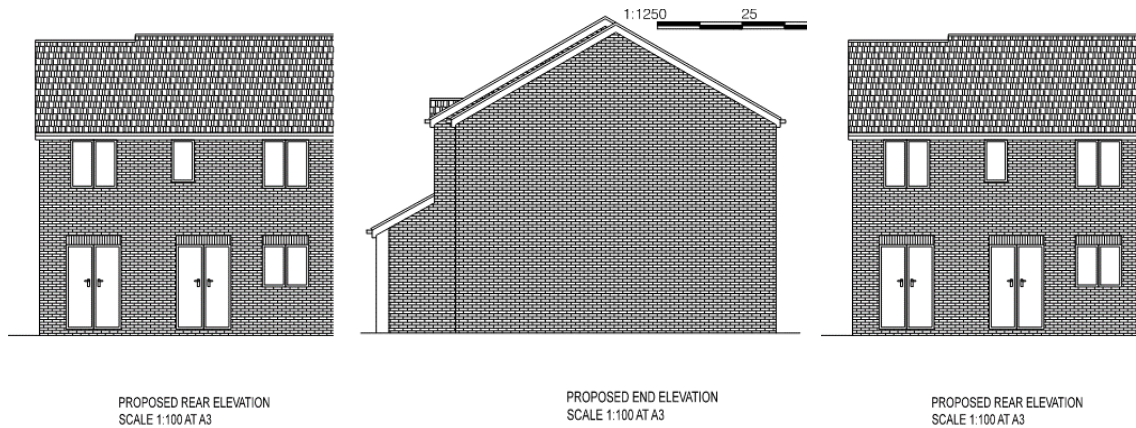 1:1250 25
PROPOSED REAR ELEVATION
SCALE 1:100 AT A3
PROPOSED END ELEVATION
SCALE 1:100 AT A3
PROPOSED REAR ELEVATION
SCALE 1:100 AT A3